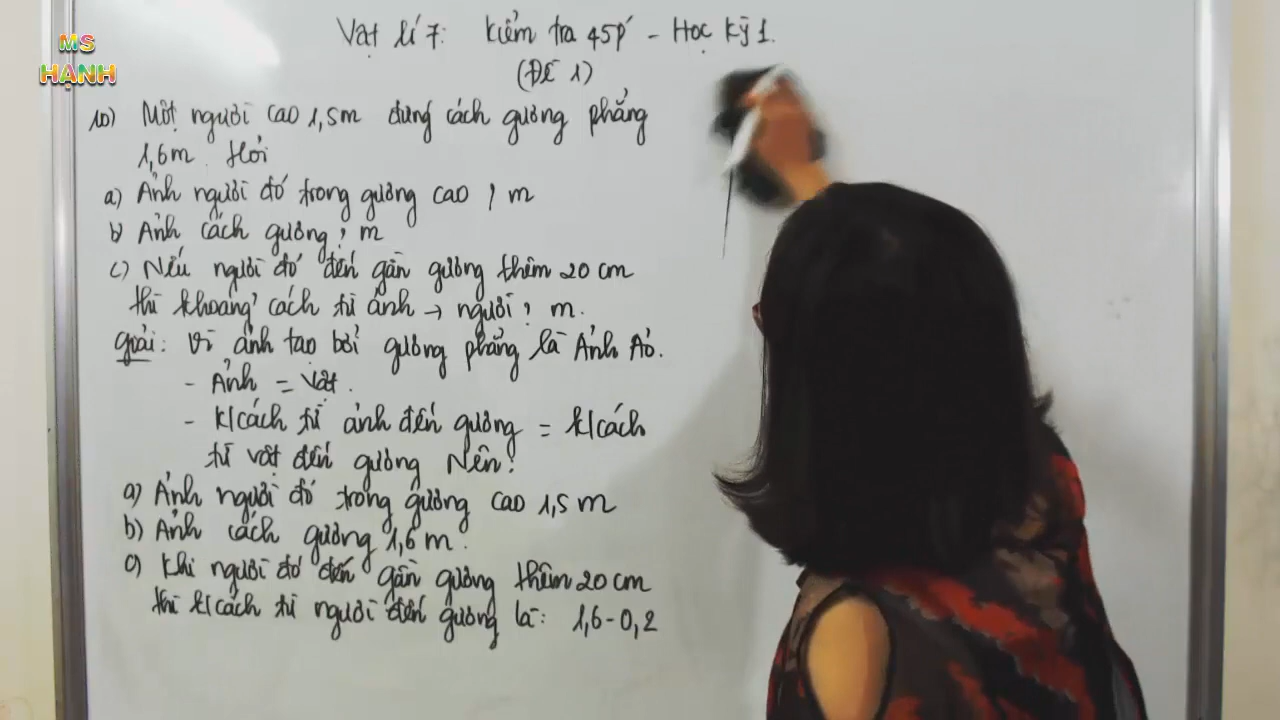 MS
HẠNH
Vật lí 7: Kiểm tra 45p' - Học kỳ 1.
(Đề 1)
10) Một người cao 1,5m đứng cách gương phẳng
1,6m. Hỏi
a) Ảnh người đó trong gương cao ? m
b) Ảnh cách gương ? m
c) Nếu người đó đến gần gương thêm 20 cm
thì khoảng cách từ ảnh → người ? m.
Giải: Vì ảnh tạo bởi gương phẳng là Ảnh Ảo.
- Ảnh = Vật.
- k/cách từ ảnh đến gương = k/cách
từ vật đến gương Nên:
a) Ảnh người đó trong gương cao 1,5 m
b) Ảnh cách gương 1,6 m.
c) Khi người đó đến gần gương thêm 20 cm
thì k/cách từ người đến gương là: 1,6 - 0,2